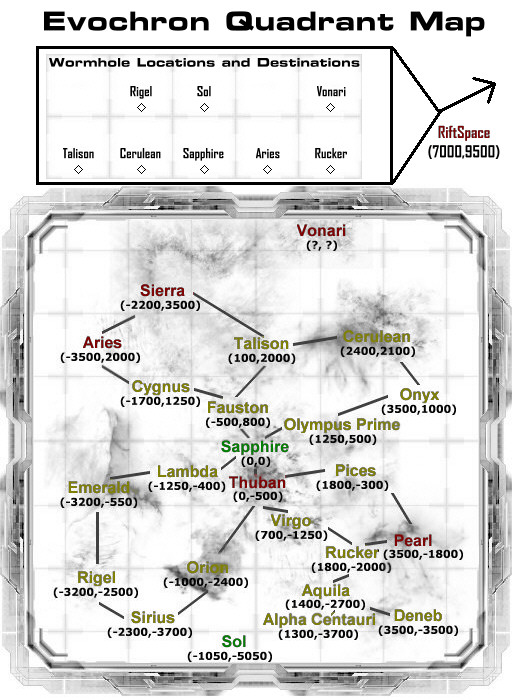 Evochron Quadrant Map
Wormhole Locations and Destinations
Rigel Sol Vonari
Talison Cerulean Sapphire Aries Rucker
RiftSpace
(7000,9500)
Vonari
(?, ?)
Sierra
(-2200,3500)
Aries
(-3500,2000)
Talison
(100,2000)
Cerulean
(2400,2100)
Cygnus
(-1700,1250)
Onyx
(3500,1000)
Fauston
(-500,800)
Olympus Prime
(1250,500)
Sapphire
(0,0)
Lambda
(-1250,-400)
Thuban
(0,-500)
Pices
(1800,-300)
Emerald
(-3200,-550)
Virgo
(700,-1250)
Rucker
(1800,-2000)
Pearl
(3500,-1800)
Orion
(-1000,-2400)
Rigel
(-3200,-2500)
Aquila
(1400,-2700)
Sirius
(-2300,-3700)
Alpha Centauri
(1300,-3700)
Deneb
(3500,-3500)
Sol
(-1050,-5050)